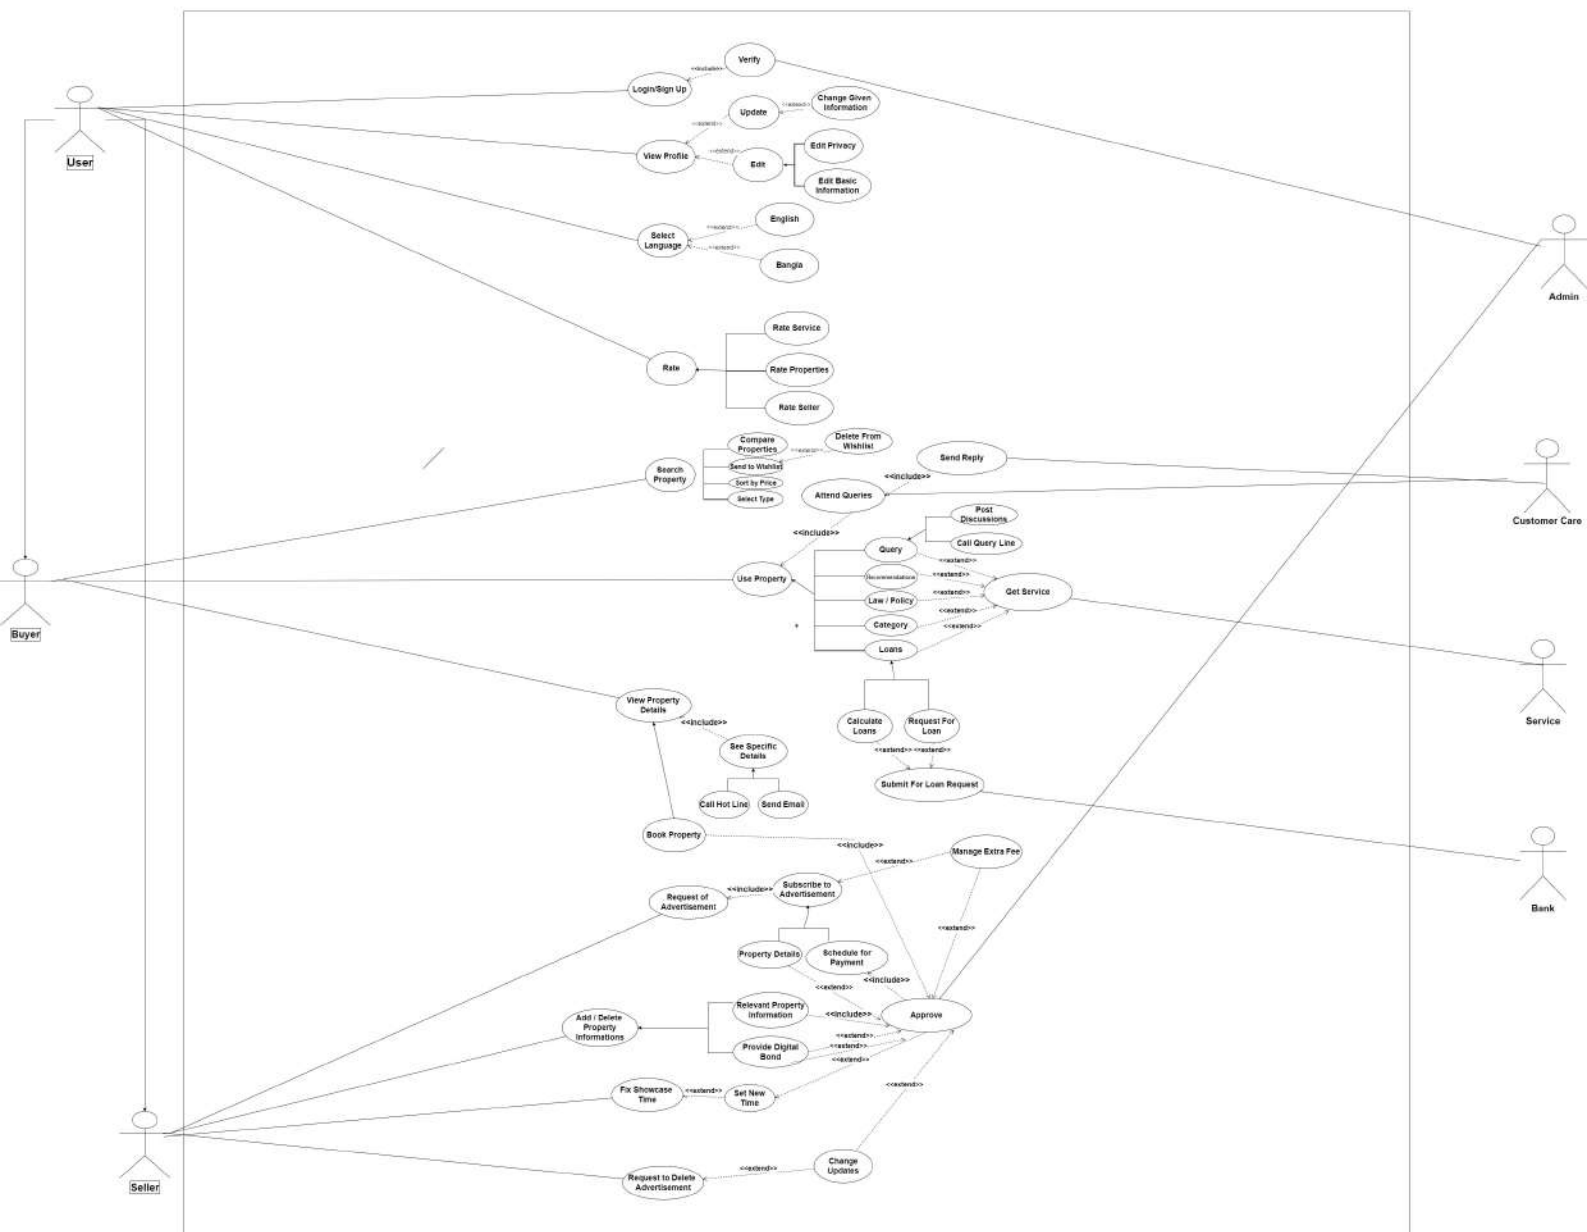 Verify
<<include>>
Login/Sign Up
Change Given
Information
<<extend>>
Update
<<extend>>
User
View Profile
<<extend>>
Edit
Edit Privacy
Edit Basic
Information
English
<<extend>>
Select
Language
<<extend>>
Bangla
Admin
Rate Service
Rate
Rate Properties
Rate Seller
Compare
Properties
Delete From
Wishlist
<<extend>>
Search
Property
Send to Wishlist
Sort by Price
Select Type
Send Reply
<<include>>
Attend Queries
Customer Care
<<include>>
Post
Discussions
Call Query Line
Query
<<extend>>
Use Property
Recommendations
<<extend>>
Get Service
Law / Policy
<<extend>>
<<extend>>
Category
<<extend>>
Loans
Buyer
Service
View Property
Details
<<include>>
See Specific
Details
Calculate
Loans
Request For
Loan
<<extend>>
<<extend>>
Submit For Loan Request
Call Hot Line
Send Email
Book Property
<<include>>
Manage Extra Fee
<<extend>>
Bank
Request of
Advertisement
<<include>>
Subscribe to
Advertisement
<<extend>>
Property Details
Schedule for
Payment
<<include>>
<<extend>>
Relevant Property
Information
<<include>>
Approve
Add / Delete
Property
Informations
<<extend>>
<<extend>>
<<extend>>
Provide Digital
Bond
Fix Showcase
Time
<<extend>>
Set New
Time
<<extend>>
Seller
Request to Delete
Advertisement
<<extend>>
Change
Updates